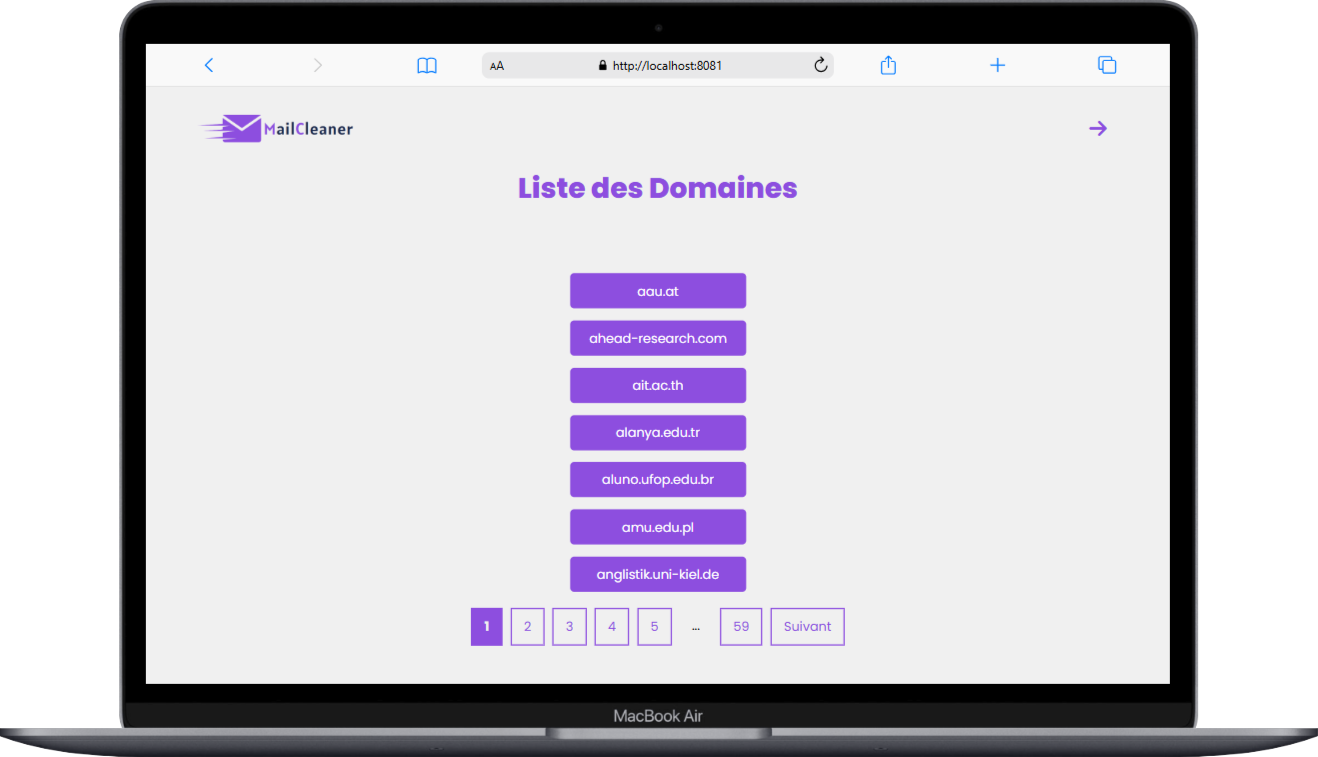 AA http://localhost:8081
MailCleaner
Liste des Domaines
aau.at
ahead-research.com
ait.ac.th
alanya.edu.tr
aluno.ufop.edu.br
amu.edu.pl
anglistik.uni-kiel.de
1 2 3 4 5 ... 59 Suivant
MacBook Air